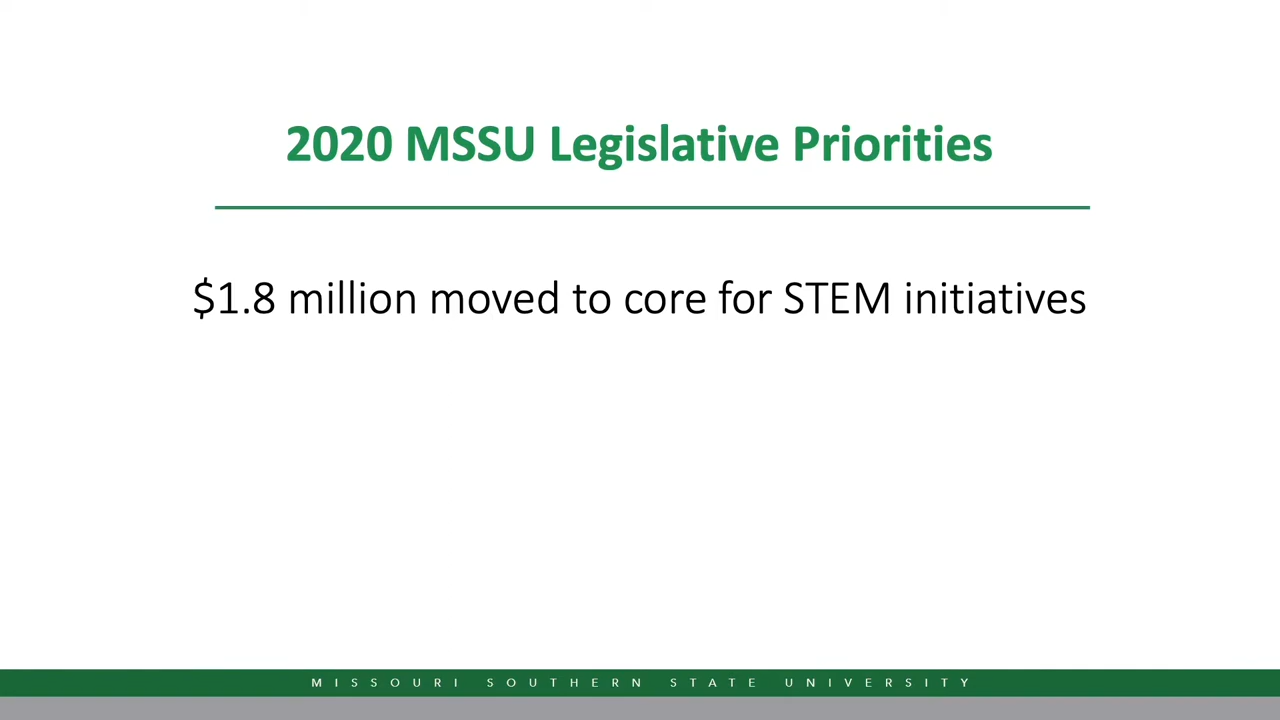 2020 MSSU Legislative Priorities
$1.8 million moved to core for STEM initiatives
MISSOURI SOUTHERN STATE UNIVERSITY